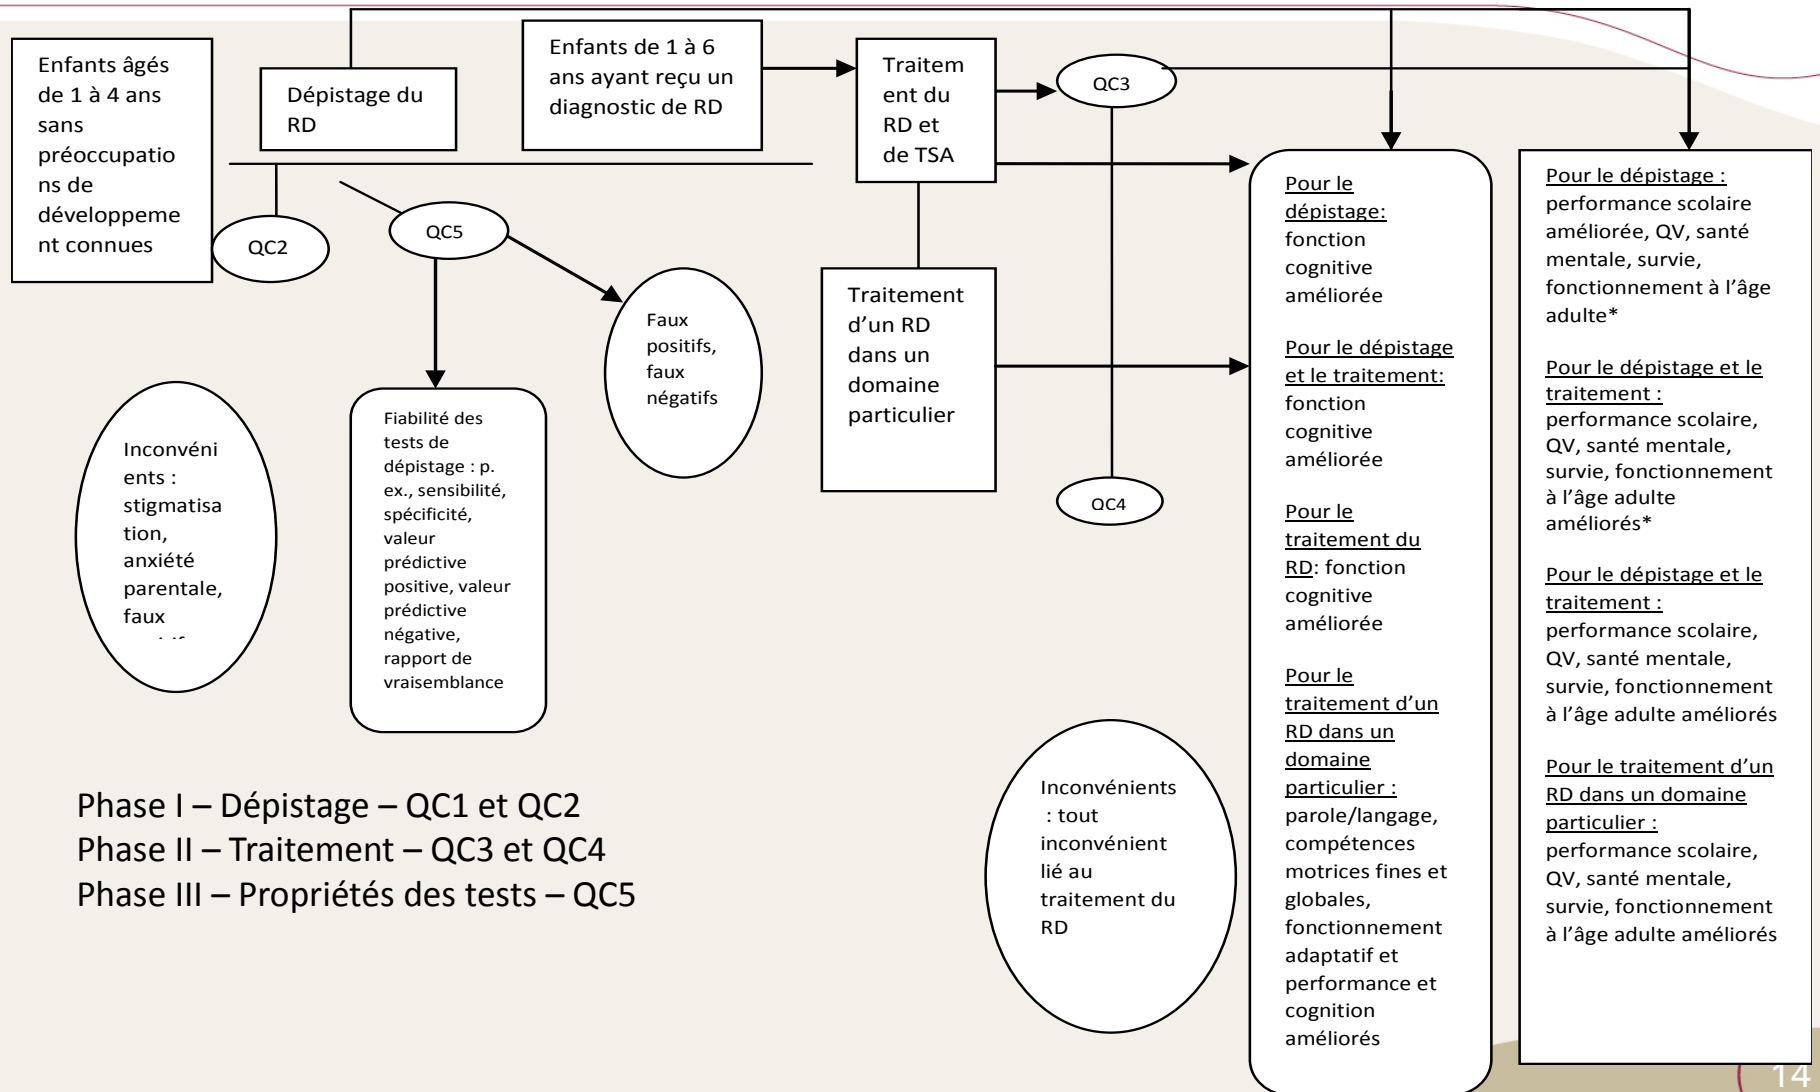 Enfants âgés
de 1 à 4 ans
sans
préoccupatio
ns de
développeme
nt connues
Dépistage du
RD
Enfants de 1 à 6
ans ayant reçu un
diagnostic de RD
Traitem
ent du
RD et
de TSA
QC3
QC2
QC5
Faux
positifs,
faux
négatifs
Traitement
d’un RD
dans un
domaine
particulier
QC4
Inconvéni
ents :
stigmatisa
tion,
anxiété
parentale,
faux
Fiabilité des
tests de
dépistage : p.
ex., sensibilité,
spécificité,
valeur
prédictive
positive, valeur
prédictive
négative,
rapport de
vraisemblance
Inconvénients
: tout
inconvénient
lié au
traitement du
RD
Pour le
dépistage:
fonction
cognitive
améliorée
Pour le dépistage
et le traitement:
fonction
cognitive
améliorée
Pour le
traitement du
RD: fonction
cognitive
améliorée
Pour le
traitement d’un
RD dans un
domaine
particulier :
parole/langage,
compétences
motrices fines et
globales,
fonctionnement
adaptatif et
performance et
cognition
améliorés
Pour le dépistage :
performance scolaire
améliorée, QV, santé
mentale, survie,
fonctionnement à l’âge
adulte*
Pour le dépistage et le
traitement :
performance scolaire,
QV, santé mentale,
survie, fonctionnement
à l’âge adulte
améliorés*
Pour le dépistage et le
traitement :
performance scolaire,
QV, santé mentale,
survie, fonctionnement
à l’âge adulte améliorés
Pour le traitement d’un
RD dans un domaine
particulier :
performance scolaire,
QV, santé mentale,
survie, fonctionnement
à l’âge adulte améliorés
Phase I – Dépistage – QC1 et QC2
Phase II – Traitement – QC3 et QC4
Phase III – Propriétés des tests – QC5
14